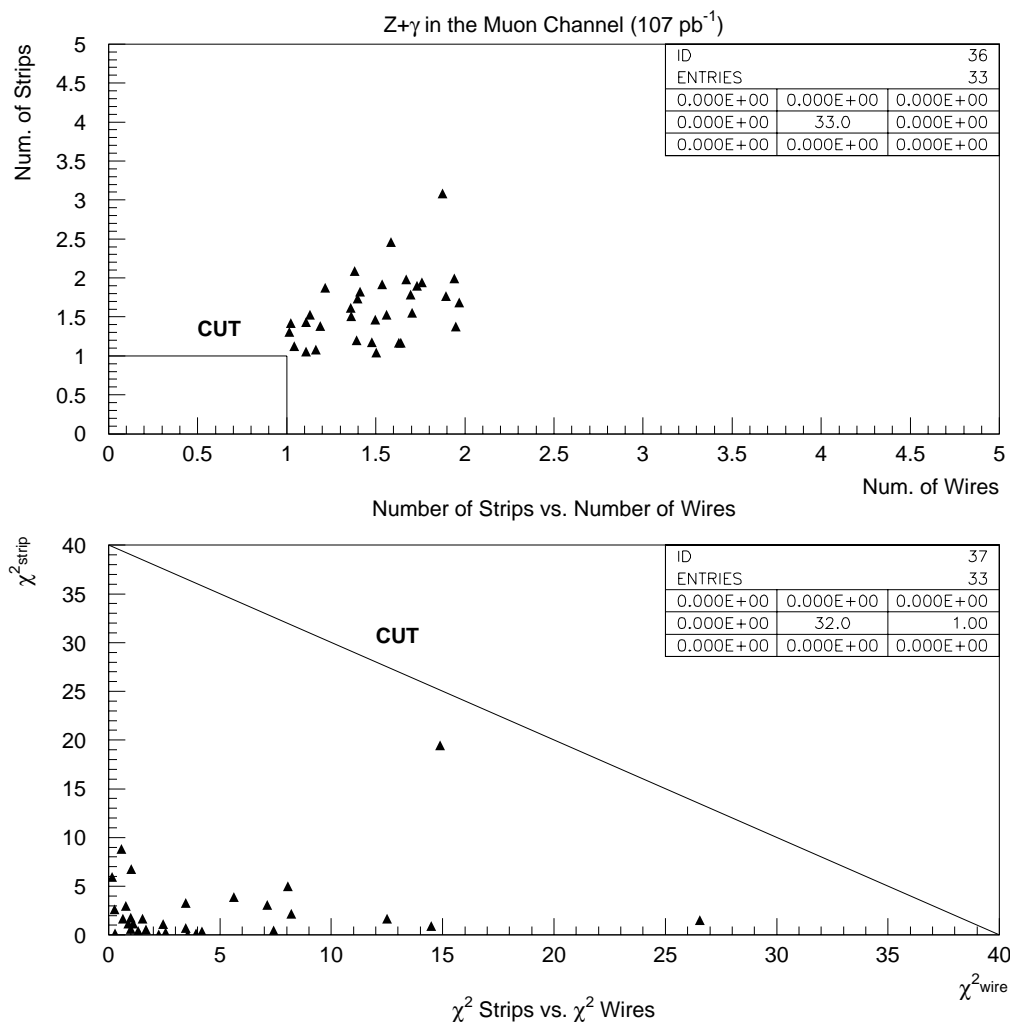 Z+γ in the Muon Channel (107 pb⁻¹)
Num. of Strips
5
4.5
4
3.5
3
2.5
2
1.5
1
0.5
0
ID 36
ENTRIES 33
0.000E+00 0.000E+00 0.000E+00
0.000E+00 33.0 0.000E+00
0.000E+00 0.000E+00 0.000E+00
CUT
0 0.5 1 1.5 2 2.5 3 3.5 4 4.5 5
Num. of Wires
Number of Strips vs. Number of Wires
χ²strip
40
35
30
25
20
15
10
5
0
ID 37
ENTRIES 33
0.000E+00 0.000E+00 0.000E+00
0.000E+00 32.0 1.00
0.000E+00 0.000E+00 0.000E+00
CUT
0 5 10 15 20 25 30 35 40
χ²wire
χ² Strips vs. χ² Wires